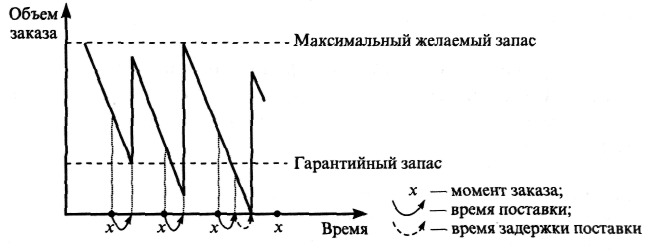 Объем
заказа
Максимальный желаемый запас
Гарантийный запас
x x x x Время
x — момент заказа;
— время поставки;
— время задержки поставки